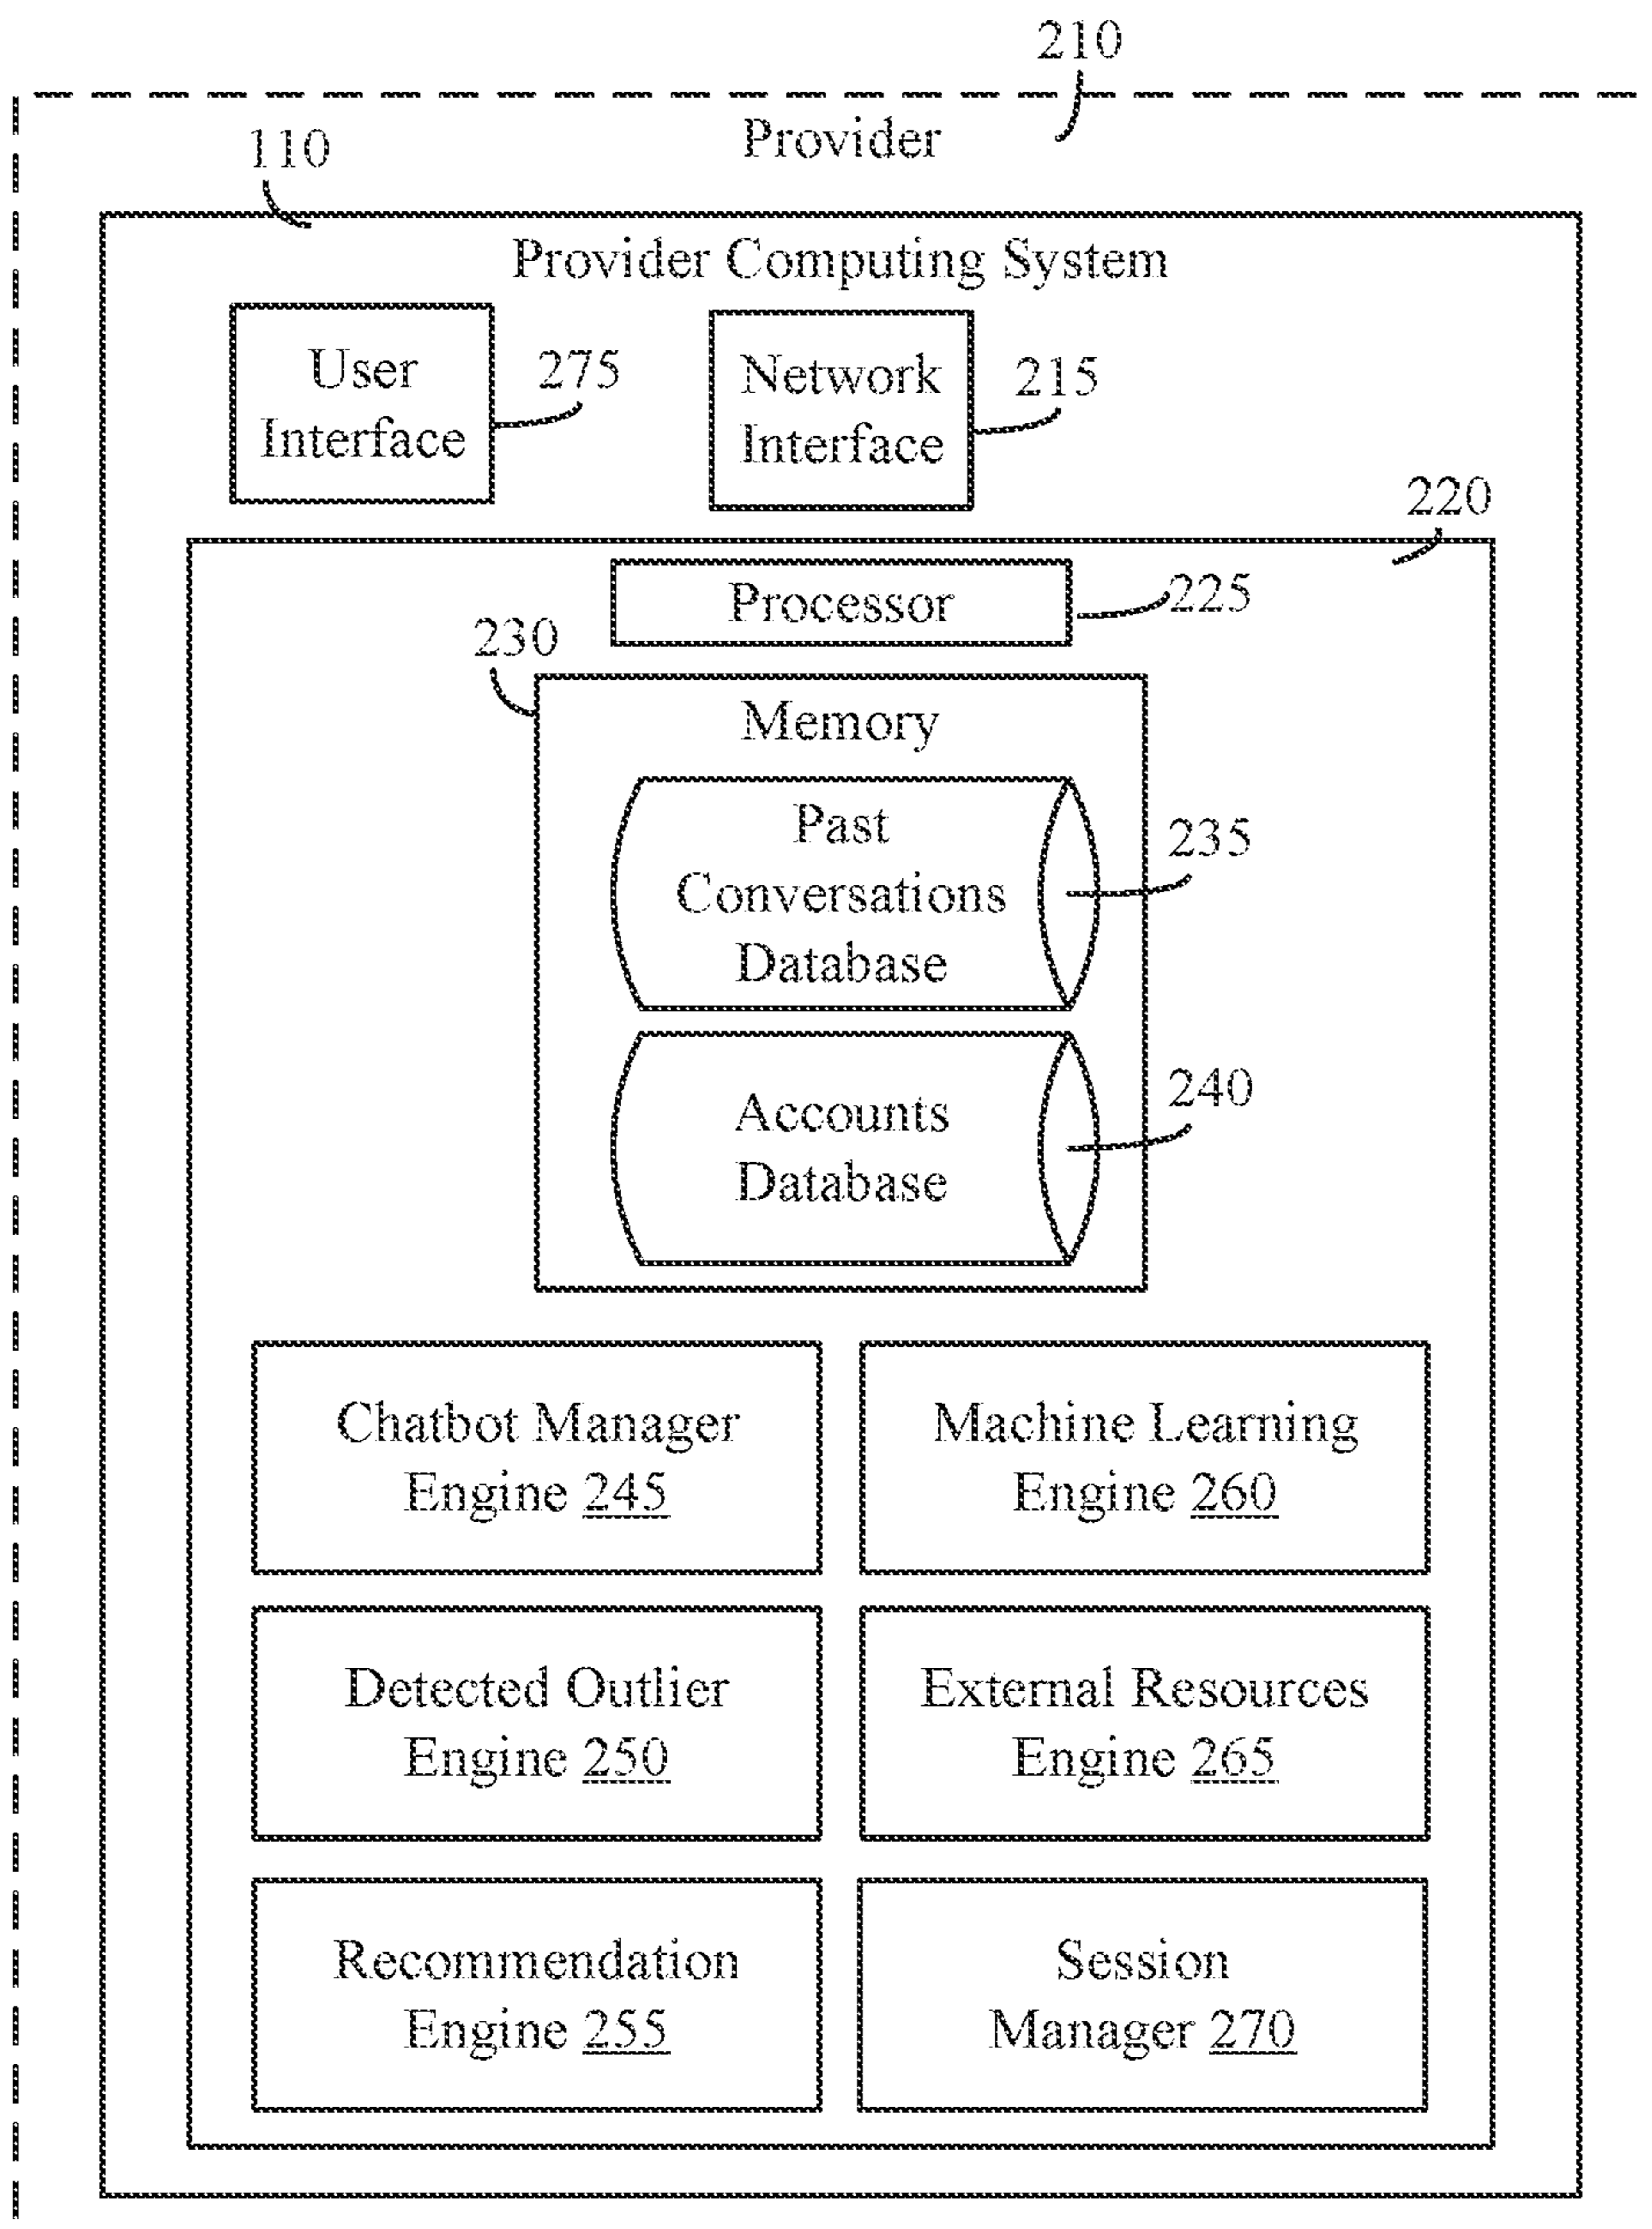 210
Provider
110
Provider Computing System
User
Interface
275
Network
Interface
215
220
Processor
225
230
Memory
Past
Conversations
Database
235
Accounts
Database
240
Chatbot Manager
Engine 245
Machine Learning
Engine 260
Detected Outlier
Engine 250
External Resources
Engine 265
Recommendation
Engine 255
Session
Manager 270